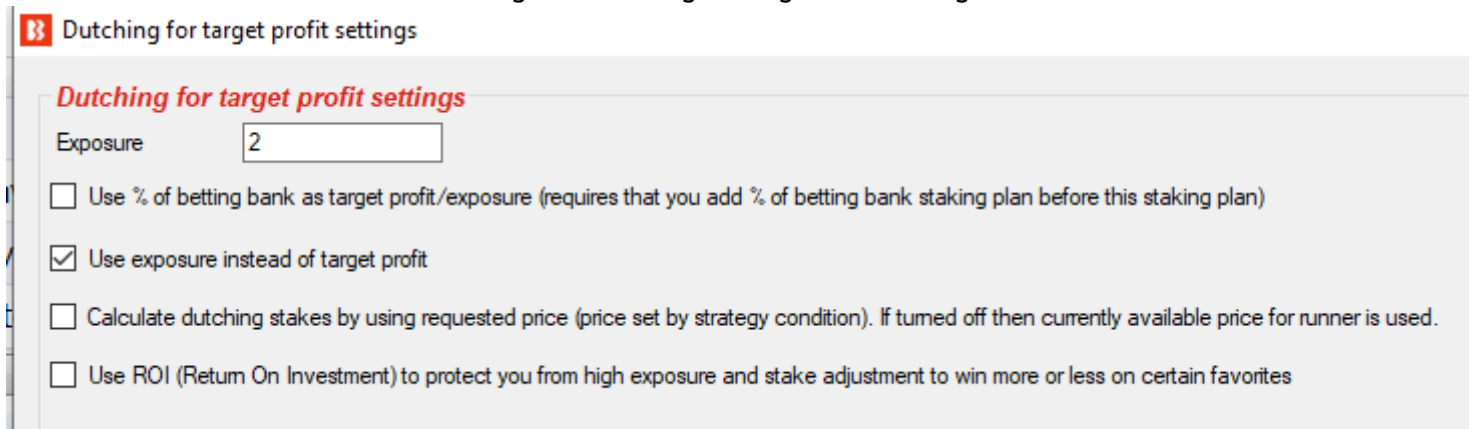 Dutching for target profit settings
Dutching for target profit settings
Exposure 2
Use % of betting bank as target profit/exposure (requires that you add % of betting bank staking plan before this staking plan)
Use exposure instead of target profit
Calculate dutching stakes by using requested price (price set by strategy condition). If turned off then currently available price for runner is used.
Use ROI (Return On Investment) to protect you from high exposure and stake adjustment to win more or less on certain favorites